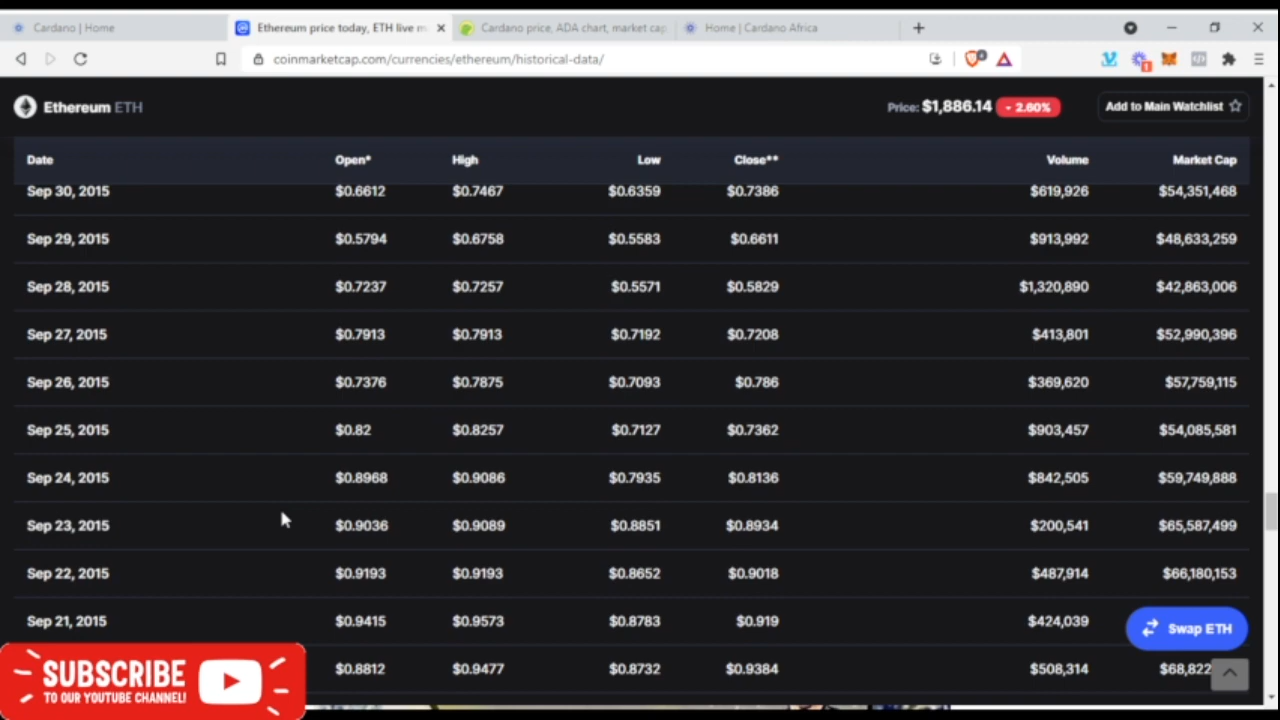 Cardano | Home
Ethereum price today, ETH live m
Cardano price, ADA chart, market cap
Home | Cardano Africa
coinmarketcap.com/currencies/ethereum/historical-data/
Ethereum ETH
Price: $1,886.14 2.60%
Add to Main Watchlist
Date Open* High Low Close** Volume Market Cap
Sep 30, 2015 $0.6612 $0.7467 $0.6359 $0.7386 $619,926 $54,351,468
Sep 29, 2015 $0.5794 $0.6758 $0.5583 $0.6611 $913,992 $48,633,259
Sep 28, 2015 $0.7237 $0.7257 $0.5571 $0.5829 $1,320,890 $42,863,006
Sep 27, 2015 $0.7913 $0.7913 $0.7192 $0.7208 $413,801 $52,990,396
Sep 26, 2015 $0.7376 $0.7875 $0.7093 $0.786 $369,620 $57,759,115
Sep 25, 2015 $0.82 $0.8257 $0.7127 $0.7362 $903,457 $54,085,581
Sep 24, 2015 $0.8968 $0.9086 $0.7935 $0.8136 $842,505 $59,749,888
Sep 23, 2015 $0.9036 $0.9089 $0.8851 $0.8934 $200,541 $65,587,499
Sep 22, 2015 $0.9193 $0.9193 $0.8652 $0.9018 $487,914 $66,180,153
Sep 21, 2015 $0.9415 $0.9573 $0.8783 $0.919 $424,039
Swap ETH
$0.8812 $0.9477 $0.8732 $0.9384 $508,314 $68,822
SUBSCRIBE
TO OUR YOUTUBE CHANNEL!